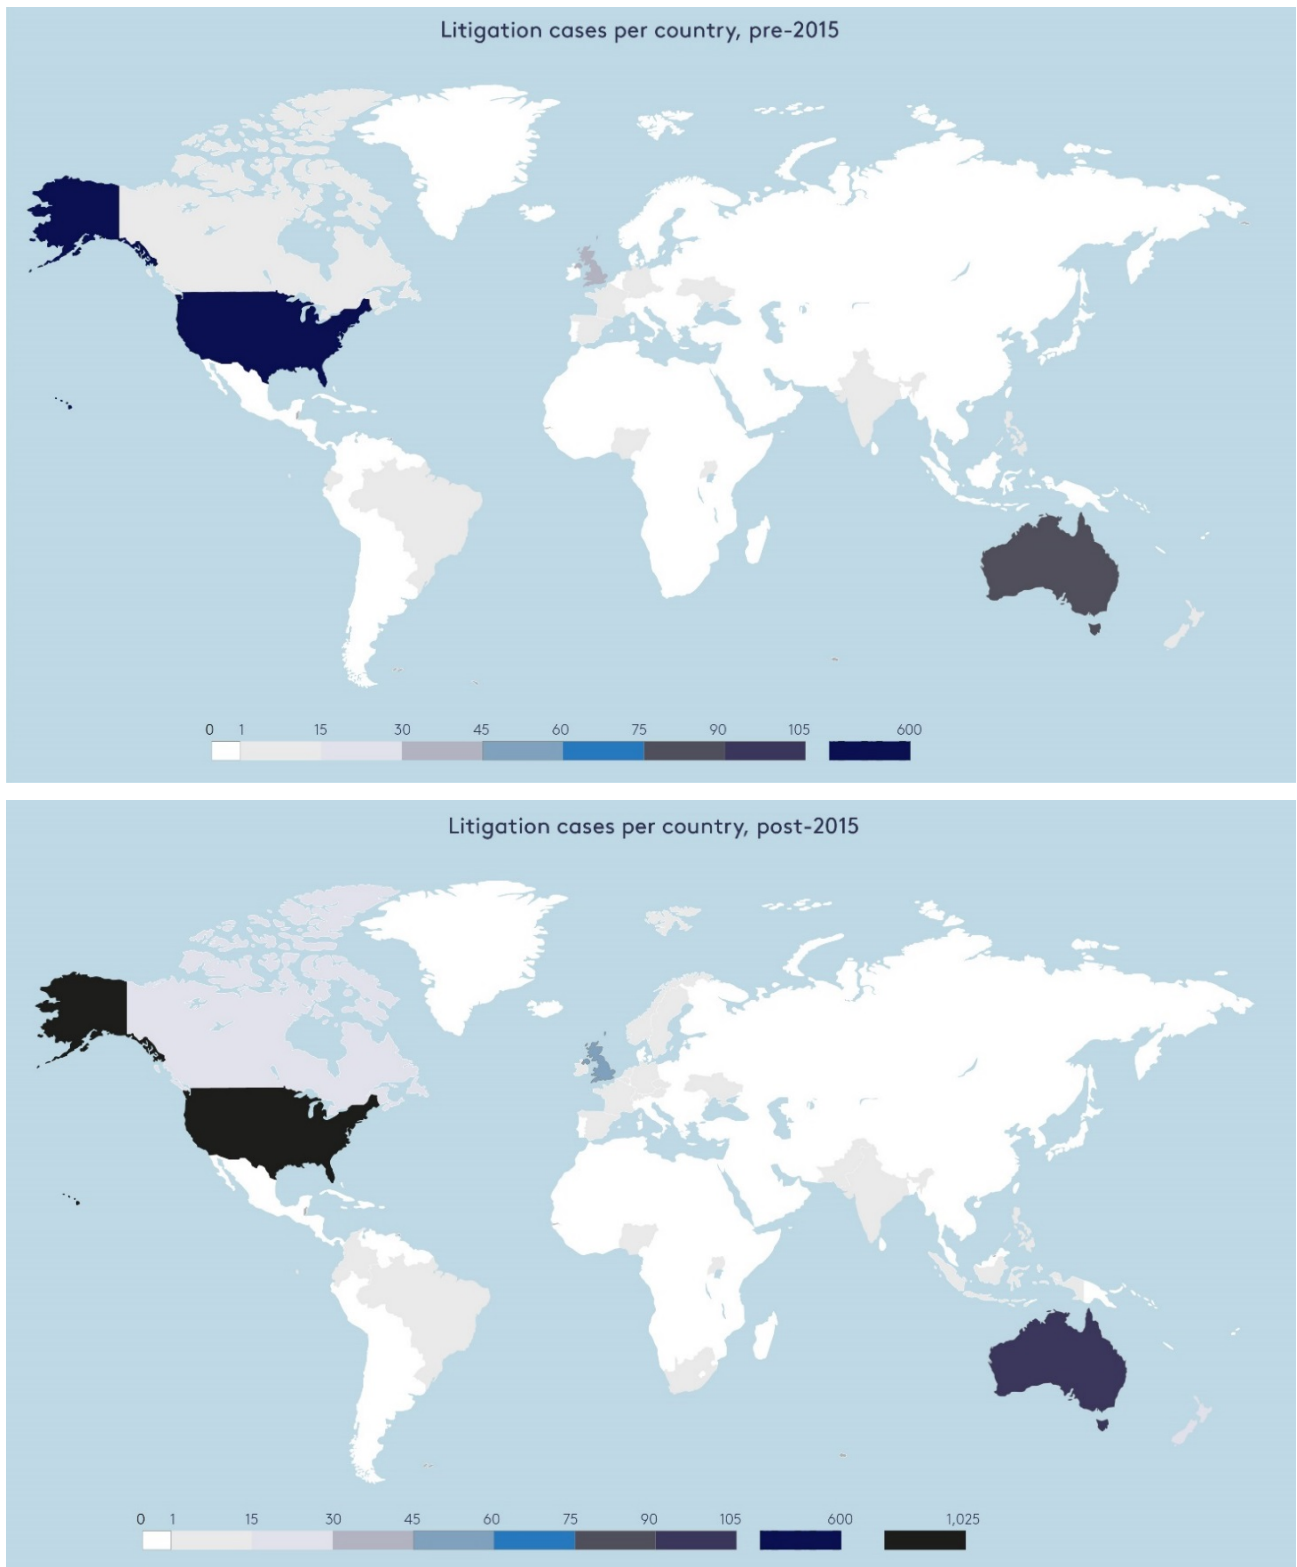 Litigation cases per country, pre-2015
0 1 15 30 45 60 75 90 105 600
Litigation cases per country, post-2015
0 1 15 30 45 60 75 90 105 600 1,025